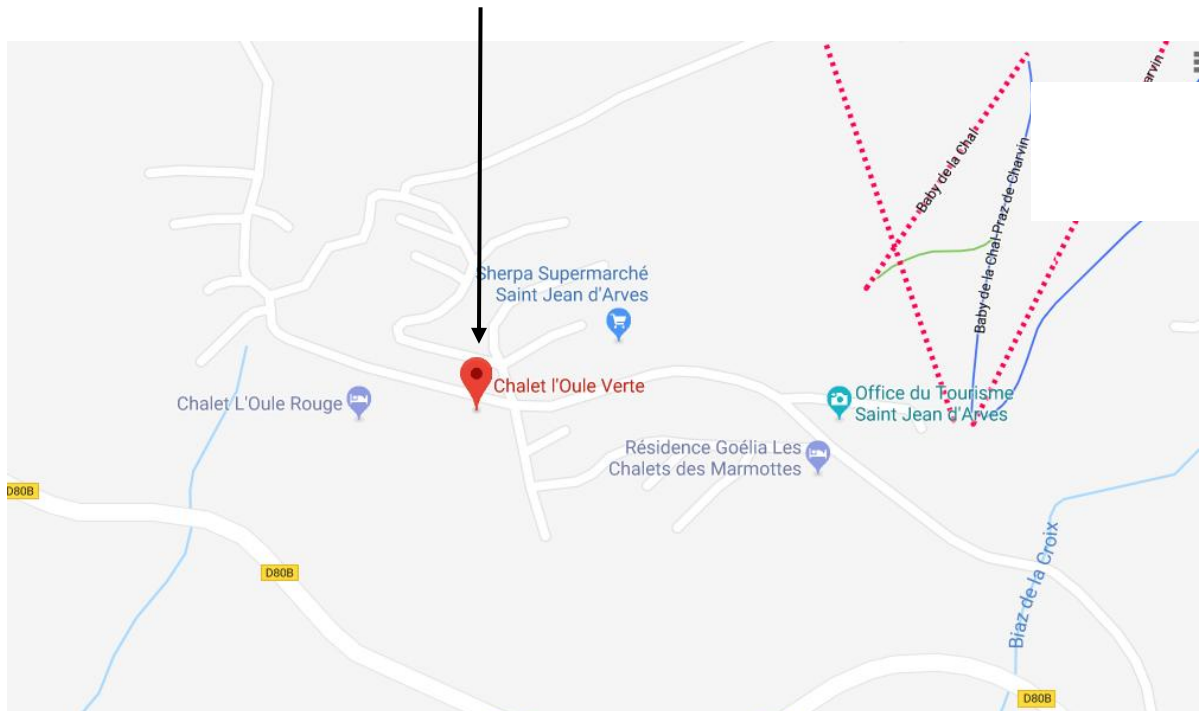 Baby de la Chal
arvin
Baby de-la-Chal-Praz-de-Charvin
Sherpa Supermarché
Saint Jean d'Arves
Chalet l'Oule Verte
Chalet L'Oule Rouge
Office du Tourisme
Saint Jean d'Arves
Résidence Goélia Les
Chalets des Marmottes
D80B
D80B
Biaz de la Croix
D80B